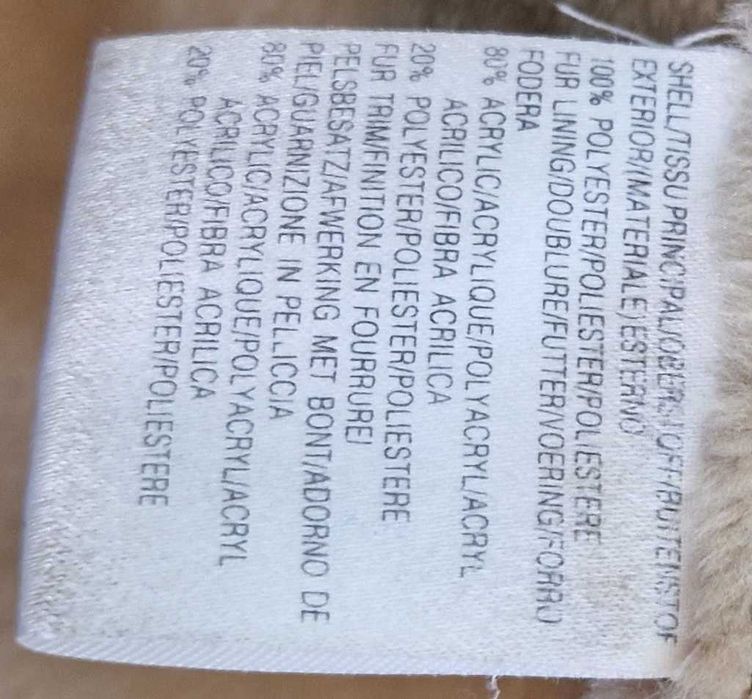 SHELL/TISSU PRINCIPAL/OBERSTOFF/BUITENSTOF
EXTERIOR/(MATERIALE) ESTERNO
100% POLYESTER/POLIESTER/POLIESTERE
FUR LINING/DOUBLURE/FUTTER/VOERING/FORRO
FODERA
80% ACRYLIC/ACRYLIQUE/POLYACRYL/ACRYL
ACRILICO/FIBRA ACRILICA
20% POLYESTER/POLIESTER/POLIESTERE
FUR TRIM/FINITION EN FOURRURE/
PELSBESATZ/AFWERKING MET BONT/ADORNO DE
PIEL/GUARNIZIONE IN PELLICCIA
80% ACRYLIC/ACRYLIQUE/POLYACRYL/ACRYL
ACRILICO/FIBRA ACRILICA
20% POLYESTER/POLIESTER/POLIESTERE